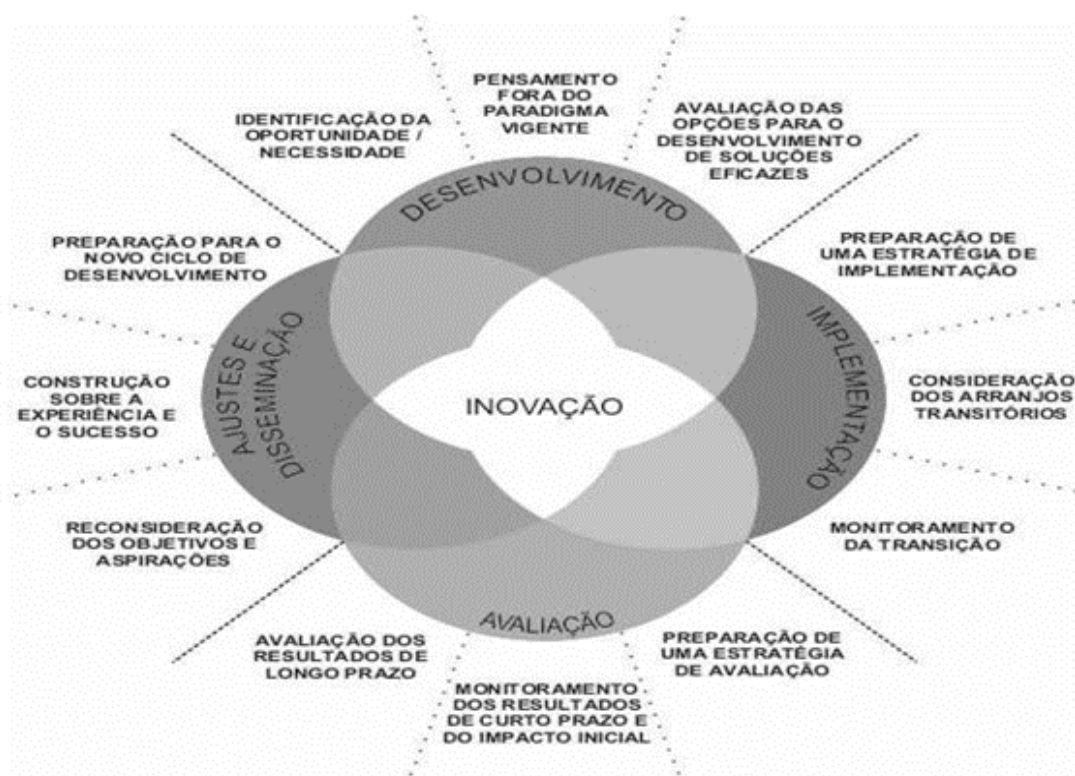 PENSAMENTO
FORA DO
PARADIGMA
VIGENTE
IDENTIFICAÇÃO DA
OPORTUNIDADE /
NECESSIDADE
AVALIAÇÃO DAS
OPÇÕES PARA O
DESENVOLVIMENTO
DE SOLUÇÕES
EFICAZES
DESENVOLVIMENTO
PREPARAÇÃO PARA O
NOVO CICLO DE
DESENVOLVIMENTO
PREPARAÇÃO DE
UMA ESTRATÉGIA DE
IMPLEMENTAÇÃO
AJUSTES E
DISSEMINAÇÃO
IMPLEMENTAÇÃO
CONSTRUÇÃO
SOBRE A
EXPERIÊNCIA E
O SUCESSO
INOVAÇÃO
CONSIDERAÇÃO
DOS ARRANJOS
TRANSITÓRIOS
RECONSIDERAÇÃO
DOS OBJETIVOS E
ASPIRAÇÕES
MONITORAMENTO
DA TRANSIÇÃO
AVALIAÇÃO
AVALIAÇÃO DOS
RESULTADOS DE
LONGO PRAZO
PREPARAÇÃO DE
UMA ESTRATÉGIA
DE AVALIAÇÃO
MONITORAMENTO
DOS RESULTADOS
DE CURTO PRAZO E
DO IMPACTO INICIAL